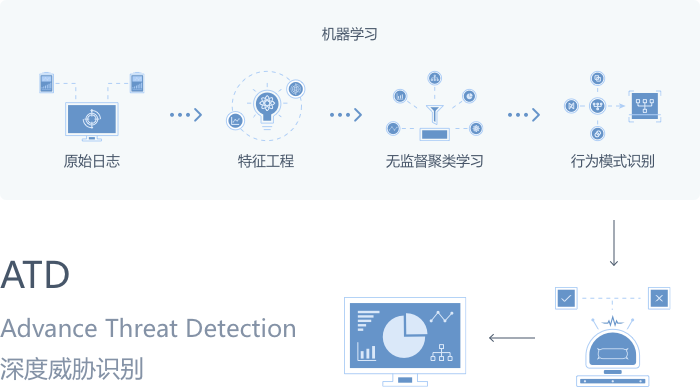 机器学习
原始日志
特征工程
无监督聚类学习
行为模式识别
ATD
Advance Threat Detection
深度威胁识别